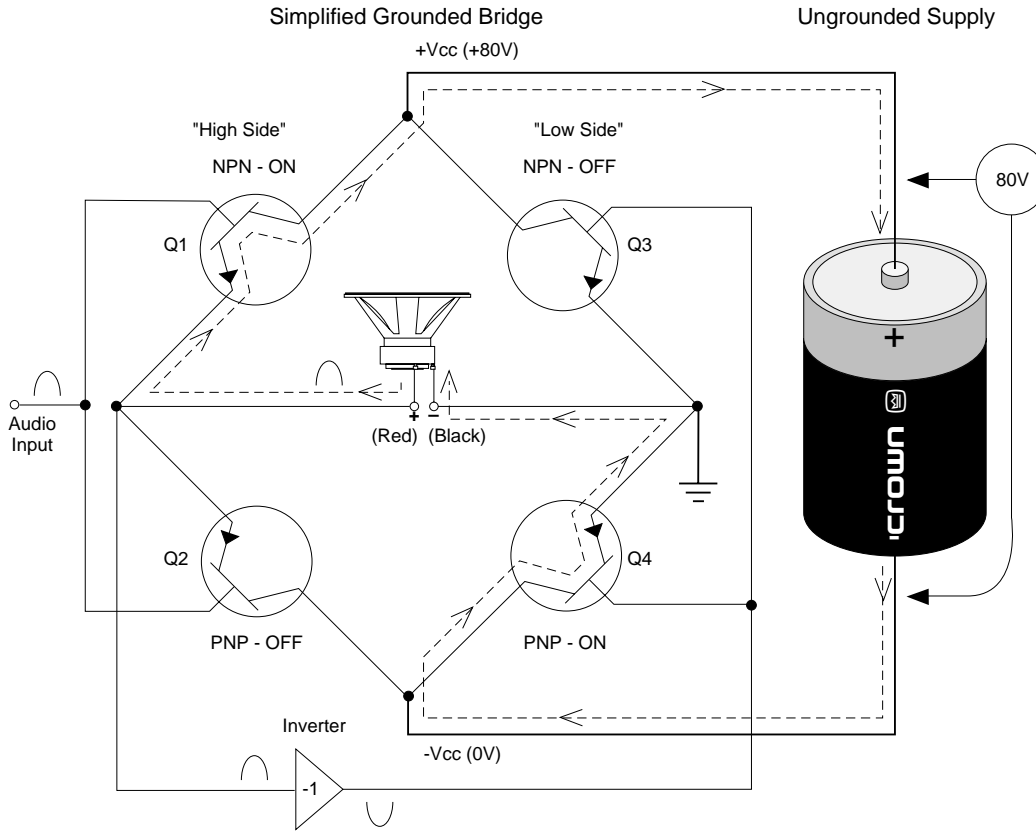 Simplified Grounded Bridge
Ungrounded Supply
+Vcc (+80V)
"High Side"
NPN - ON
"Low Side"
NPN - OFF
80V
Q1
Q3
+
Audio
Input
+ −
(Red) (Black)
crown
Q2
Q4
PNP - OFF
PNP - ON
Inverter
-Vcc (0V)
-1